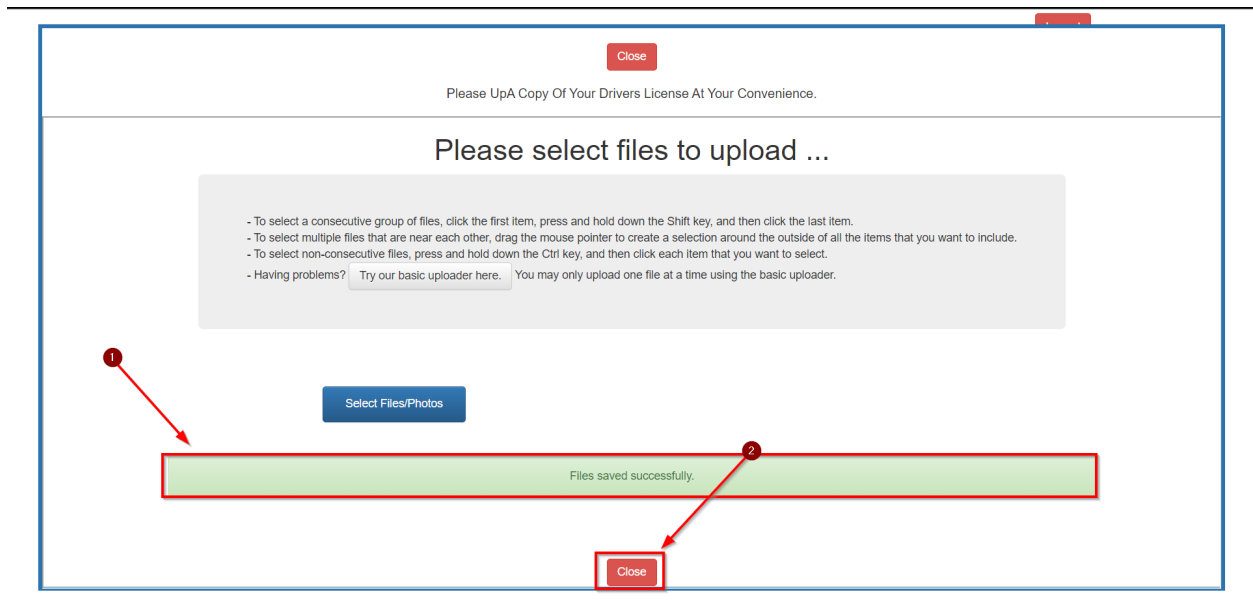 Close
Please UpA Copy Of Your Drivers License At Your Convenience.
Please select files to upload ...
- To select a consecutive group of files, click the first item, press and hold down the Shift key, and then click the last item.
- To select multiple files that are near each other, drag the mouse pointer to create a selection around the outside of all the items that you want to include.
- To select non-consecutive files, press and hold down the Ctrl key, and then click each item that you want to select.
- Having problems? Try our basic uploader here. You may only upload one file at a time using the basic uploader.
1
Select Files/Photos
2
Files saved successfully.
Close